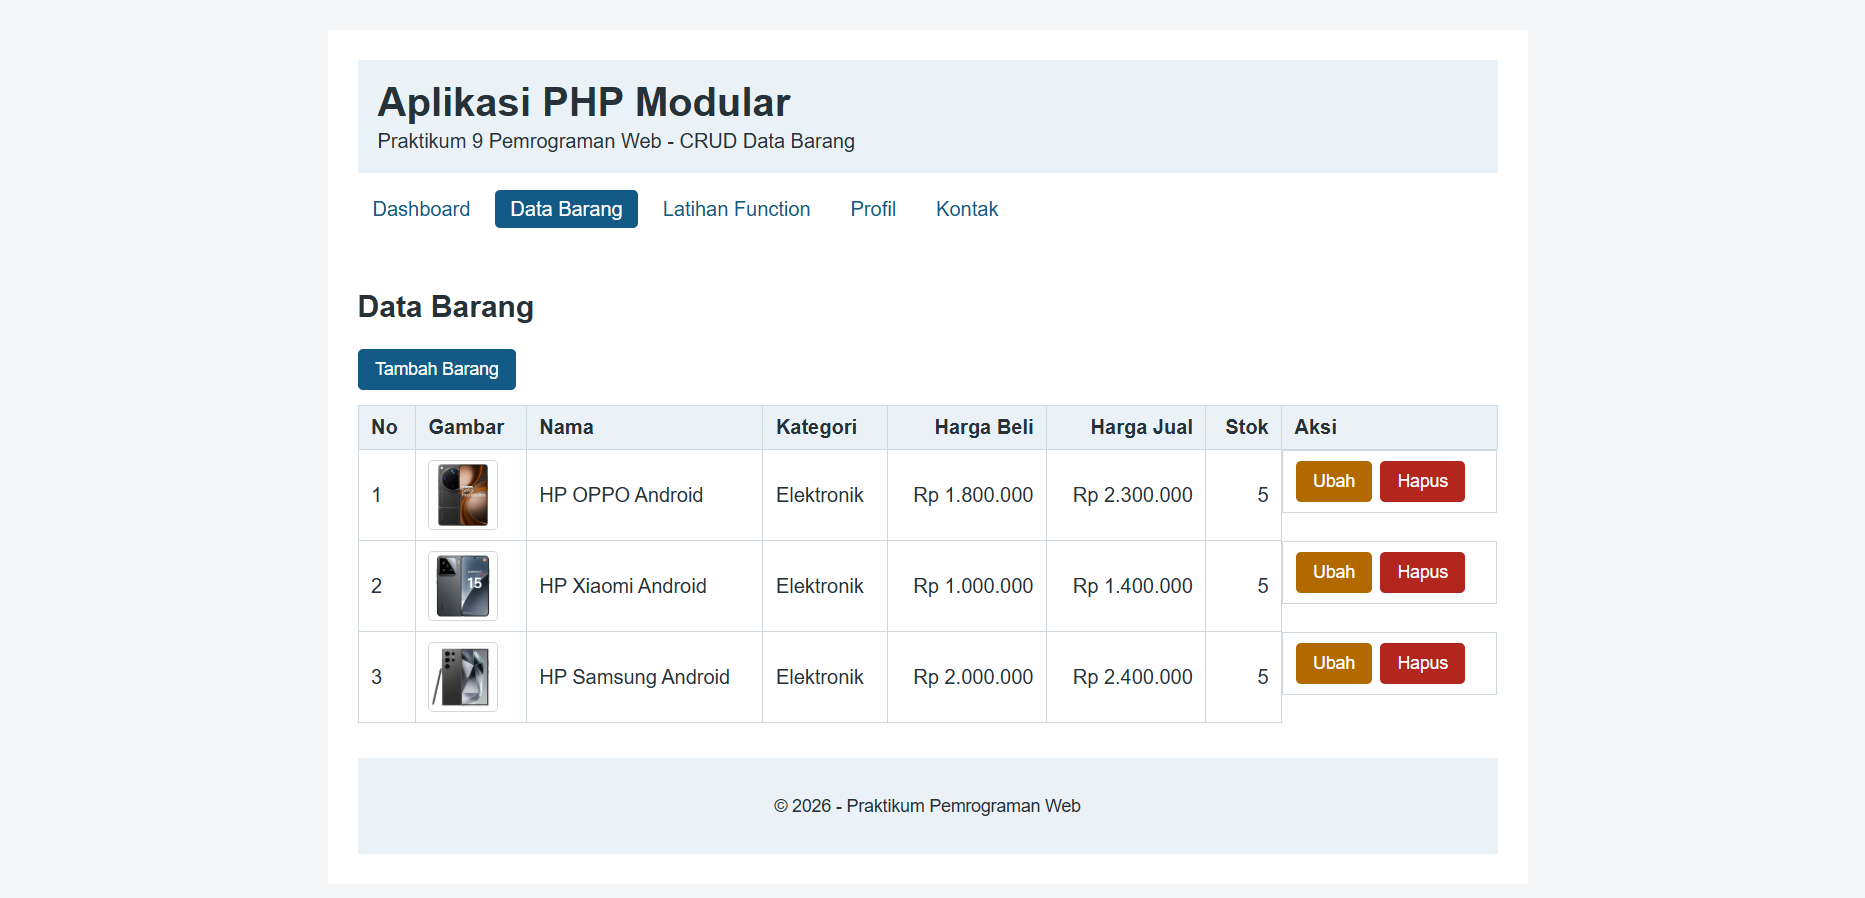 Aplikasi PHP Modular
Praktikum 9 Pemrograman Web - CRUD Data Barang
Dashboard Data Barang Latihan Function Profil Kontak
Data Barang
Tambah Barang
No Gambar Nama Kategori Harga Beli Harga Jual Stok Aksi
1 HP OPPO Android Elektronik Rp 1.800.000 Rp 2.300.000 5 Ubah Hapus
2 15 HP Xiaomi Android Elektronik Rp 1.000.000 Rp 1.400.000 5 Ubah Hapus
3 HP Samsung Android Elektronik Rp 2.000.000 Rp 2.400.000 5 Ubah Hapus
© 2026 - Praktikum Pemrograman Web